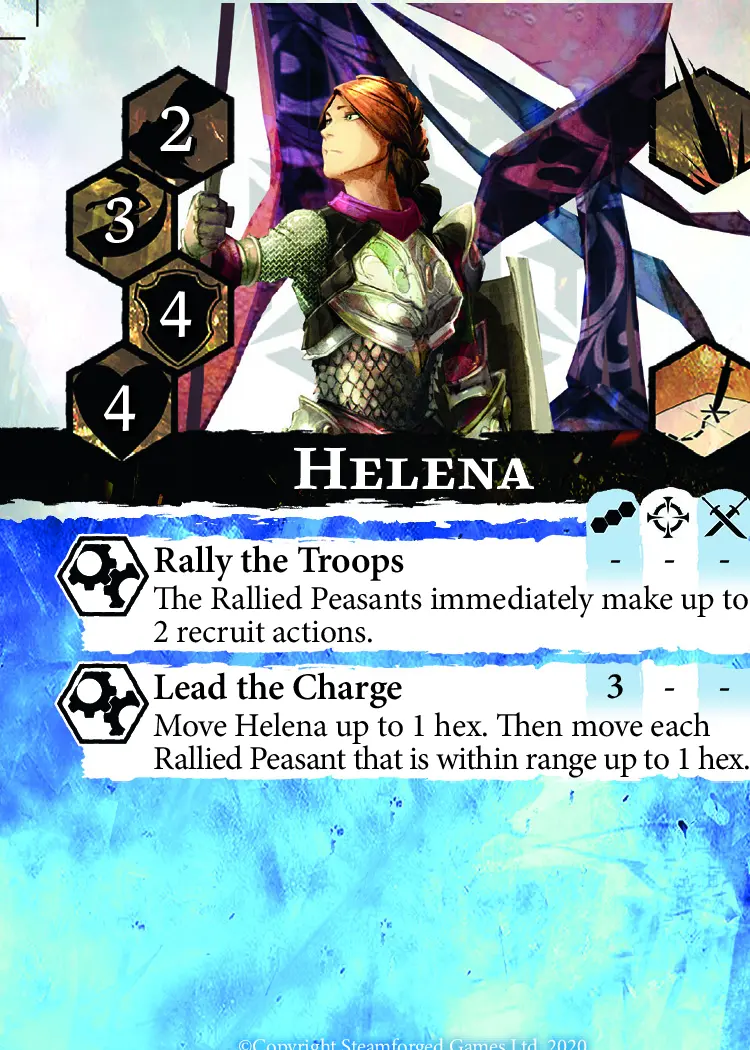 2
3
4
4
HELENA
Rally the Troops - - -
The Rallied Peasants immediately make up to
2 recruit actions.
Lead the Charge 3 - -
Move Helena up to 1 hex. Then move each
Rallied Peasant that is within range up to 1 hex.
©Copyright Steamforged Games Ltd. 2020